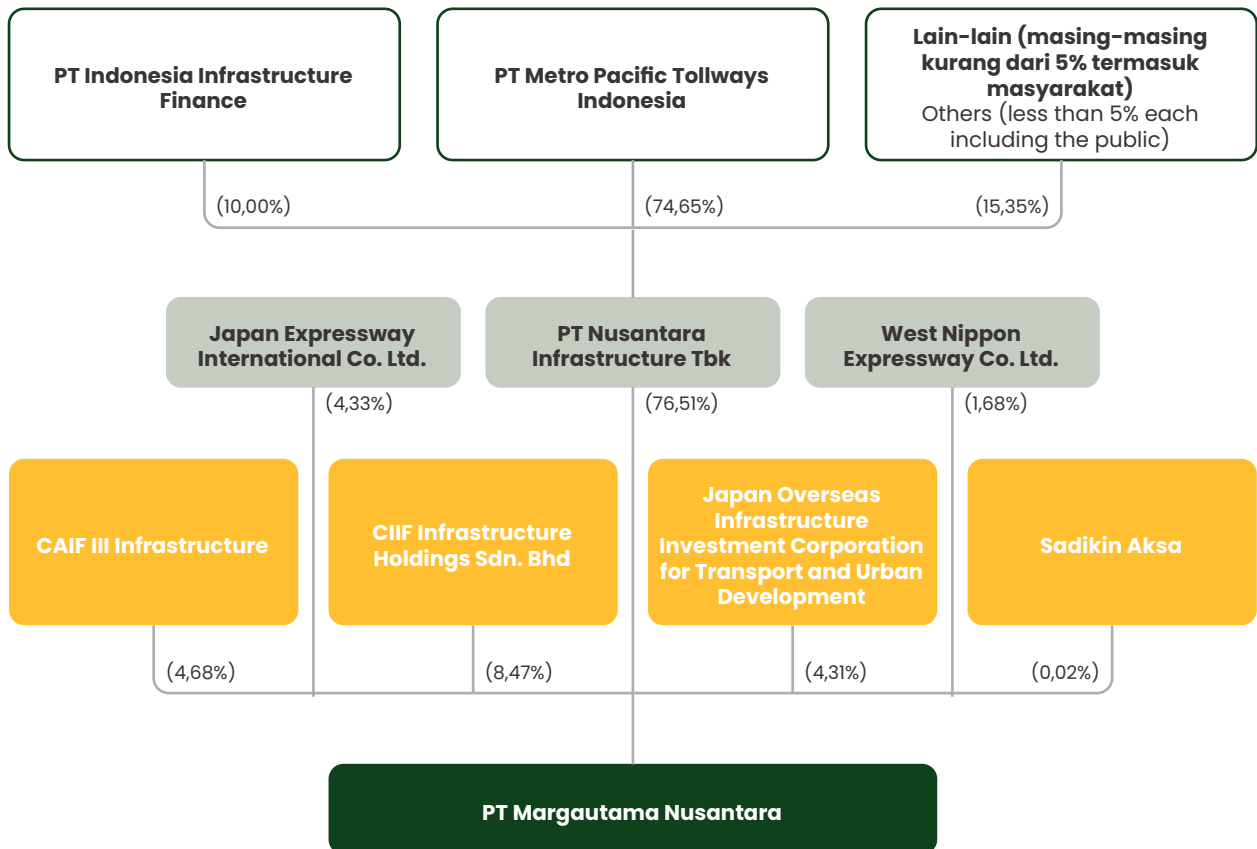 PT Indonesia Infrastructure
Finance
PT Metro Pacific Tollways
Indonesia
Lain-lain (masing-masing
kurang dari 5% termasuk
masyarakat)
Others (less than 5% each
including the public)
(10,00%)
(74,65%)
(15,35%)
Japan Expressway
International Co. Ltd.
PT Nusantara
Infrastructure Tbk
West Nippon
Expressway Co. Ltd.
(4,33%)
(76,51%)
(1,68%)
CAIF III Infrastructure
CIIF Infrastructure
Holdings Sdn. Bhd
Japan Overseas
Infrastructure
Investment Corporation
for Transport and Urban
Development
Sadikin Aksa
(4,68%)
(8,47%)
(4,31%)
(0,02%)
PT Margautama Nusantara